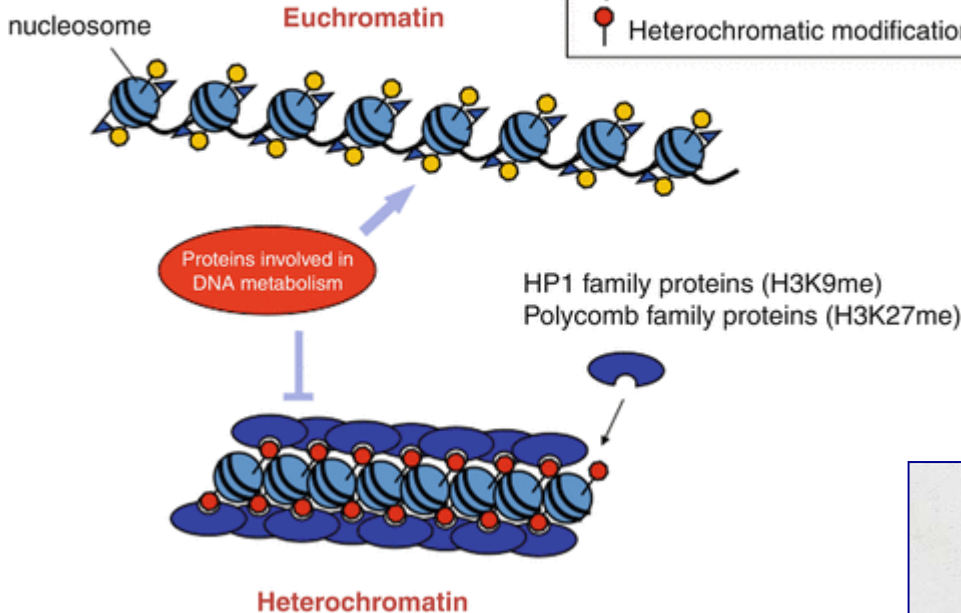 Euchromatin
nucleosome
Heterochromatic modification
Proteins involved in
DNA metabolism
HP1 family proteins (H3K9me)
Polycomb family proteins (H3K27me)
Heterochromatin